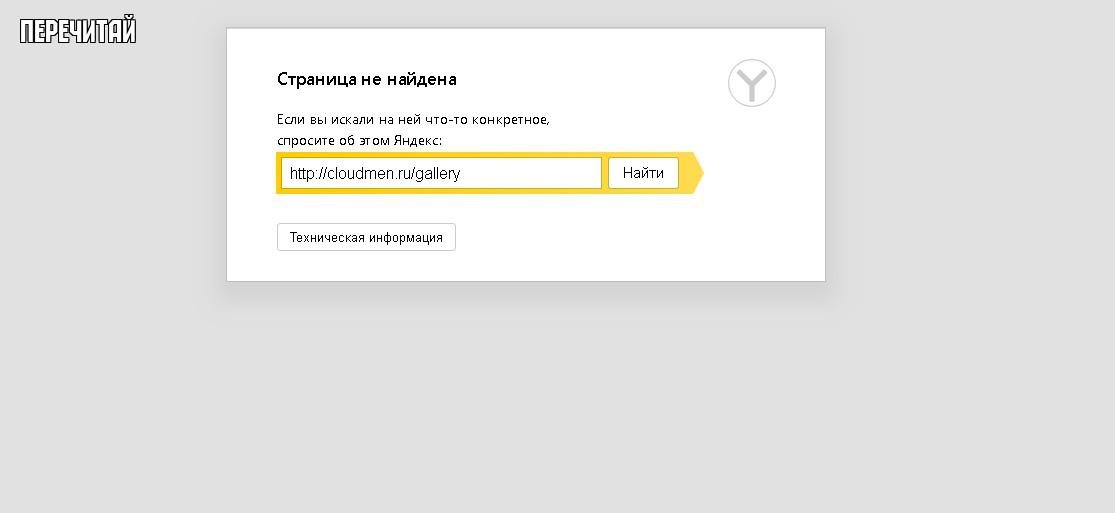 ПЕРЕЧИТАЙ
Страница не найдена
Если вы искали на ней что-то конкретное,
спросите об этом Яндекс:
http://cloudmen.ru/gallery Найти
Техническая информация